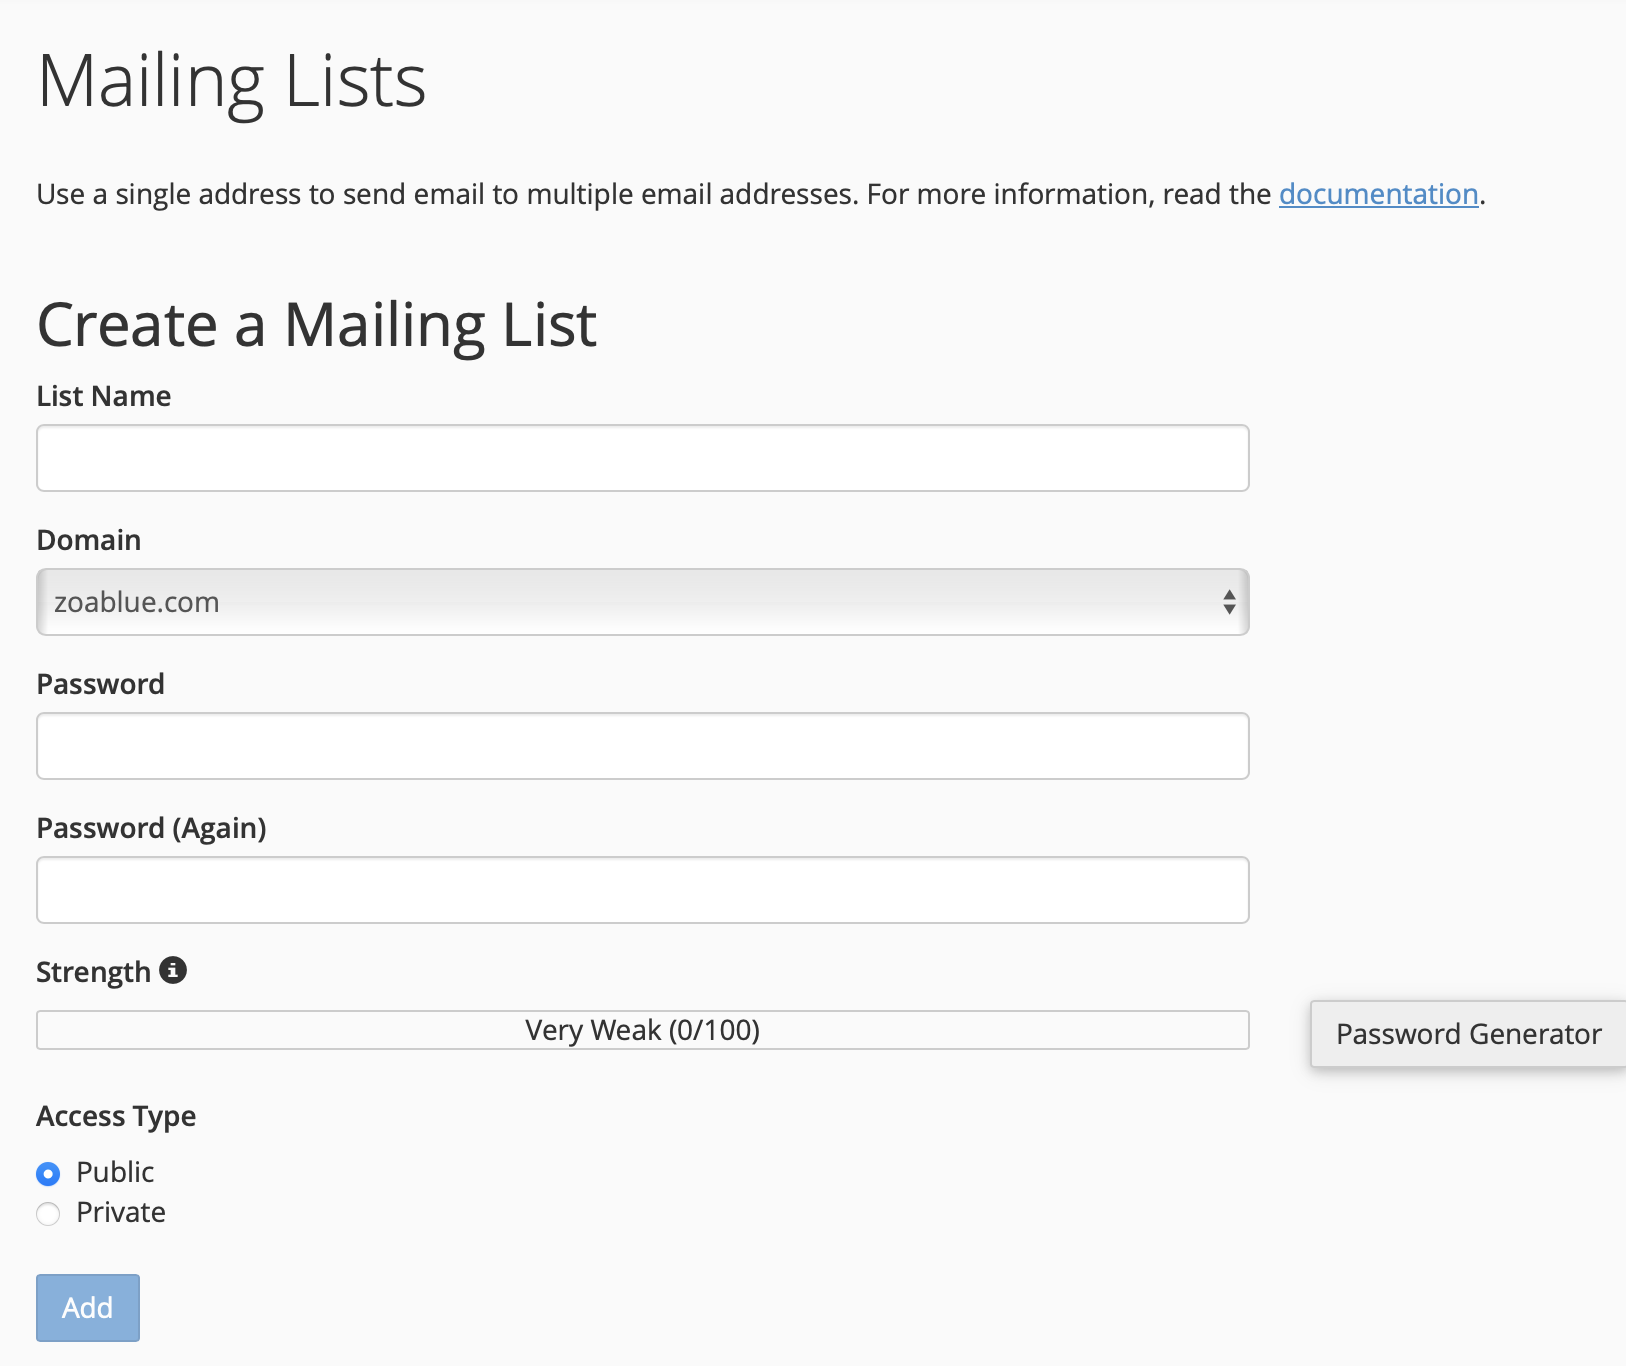 Mailing Lists
Use a single address to send email to multiple email addresses. For more information, read the documentation.
Create a Mailing List
List Name
Domain
zoablue.com
Password
Password (Again)
Strength
Very Weak (0/100)
Password Generator
Access Type
Public
Private
Add